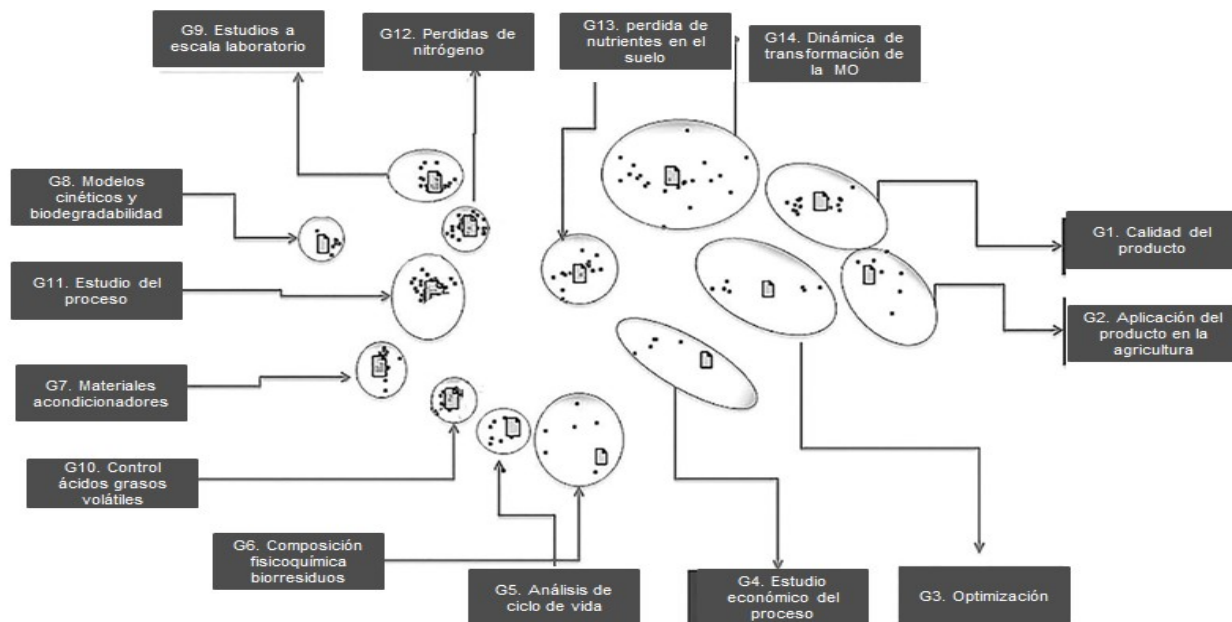 G9. Estudios a
escala laboratorio
G12. Perdidas de
nitrógeno
G13. perdida de
nutrientes en el
suelo
G14. Dinámica de
transformación de
la MO
G8. Modelos
cinéticos y
biodegradabilidad
G1. Calidad del
producto
G11. Estudio del
proceso
G2. Aplicación del
producto en la
agricultura
G7. Materiales
acondicionadores
G10. Control
ácidos grasos
volátiles
G6. Composición
fisicoquímica
biorresiduos
G5. Análisis de
ciclo de vida
G4. Estudio
económico del
proceso
G3. Optimización